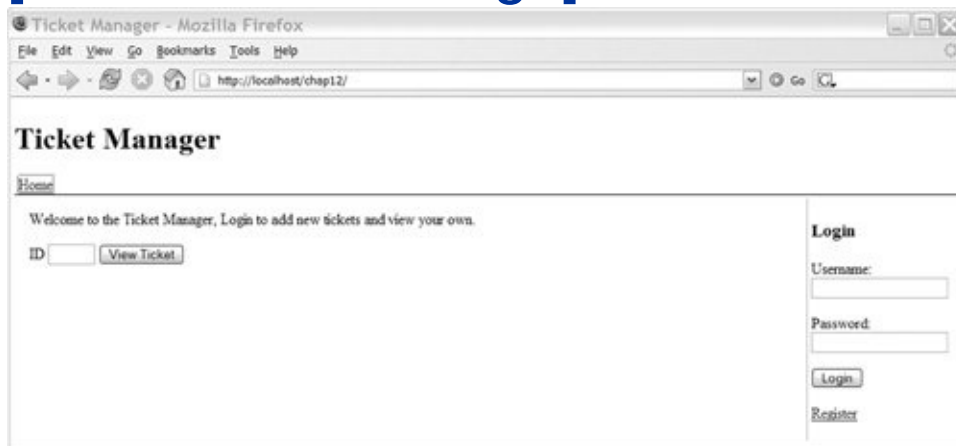 Ticket Manager - Mozilla Firefox
File Edit View Go Bookmarks Tools Help
http://localhost/chap12/ Go
Ticket Manager
Home
Welcome to the Ticket Manager, Login to add new tickets and view your own.
ID View Ticket
Login
Username:
Password:
Login
Register